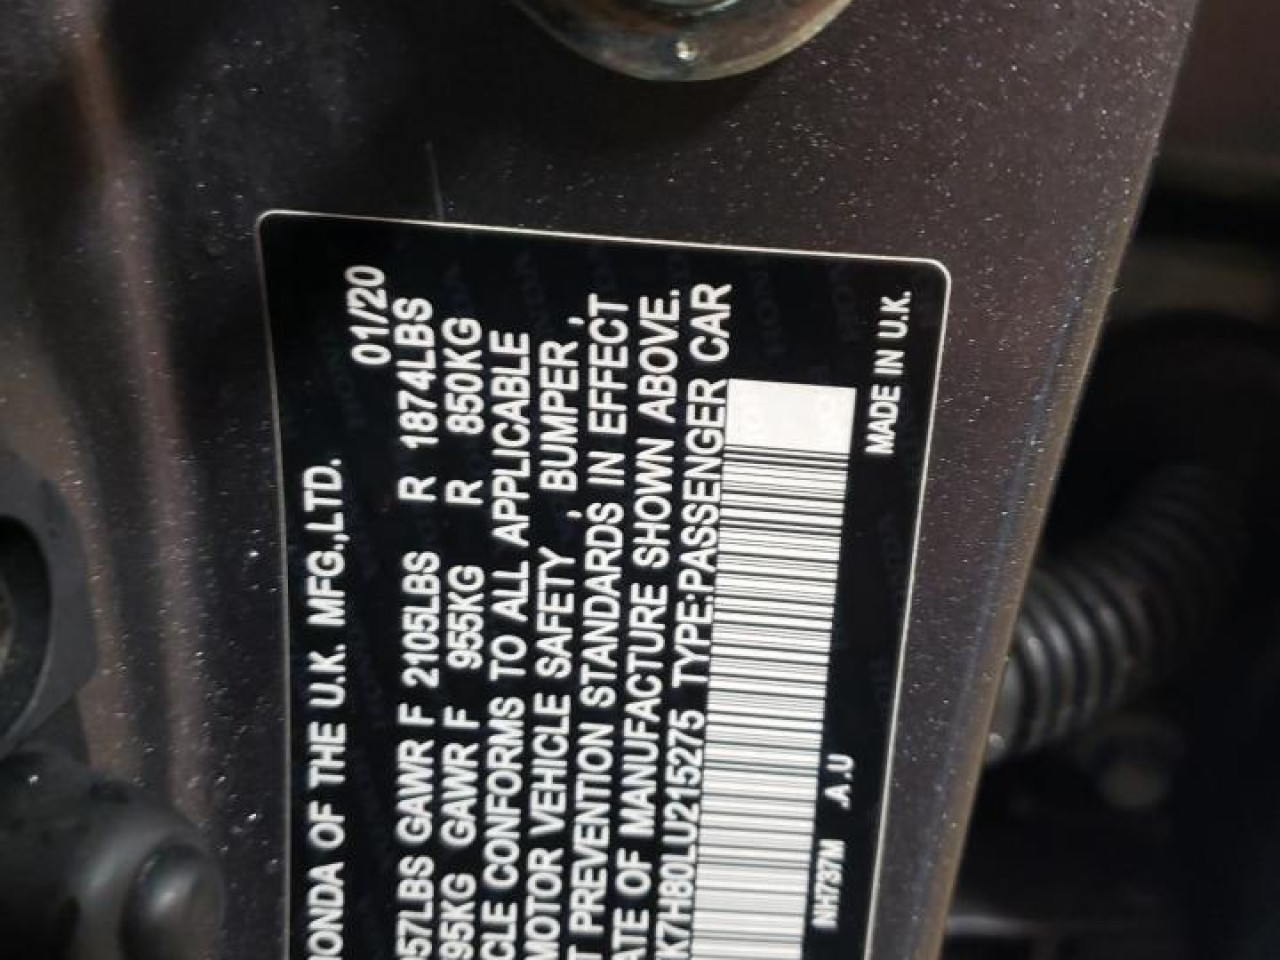 HONDA OF THE U.K. MFG.,LTD. 01/20
957LBS GAWR F 2105LBS R 1874LBS
95KG GAWR F 955KG R 850KG
CLE CONFORMS TO ALL APPLICABLE
MOTOR VEHICLE SAFETY , BUMPER ,
T PREVENTION STANDARDS IN EFFECT
ATE OF MANUFACTURE SHOWN ABOVE.
K7H80LU215275 TYPE:PASSENGER CAR
NH737M .A .U MADE IN U.K.